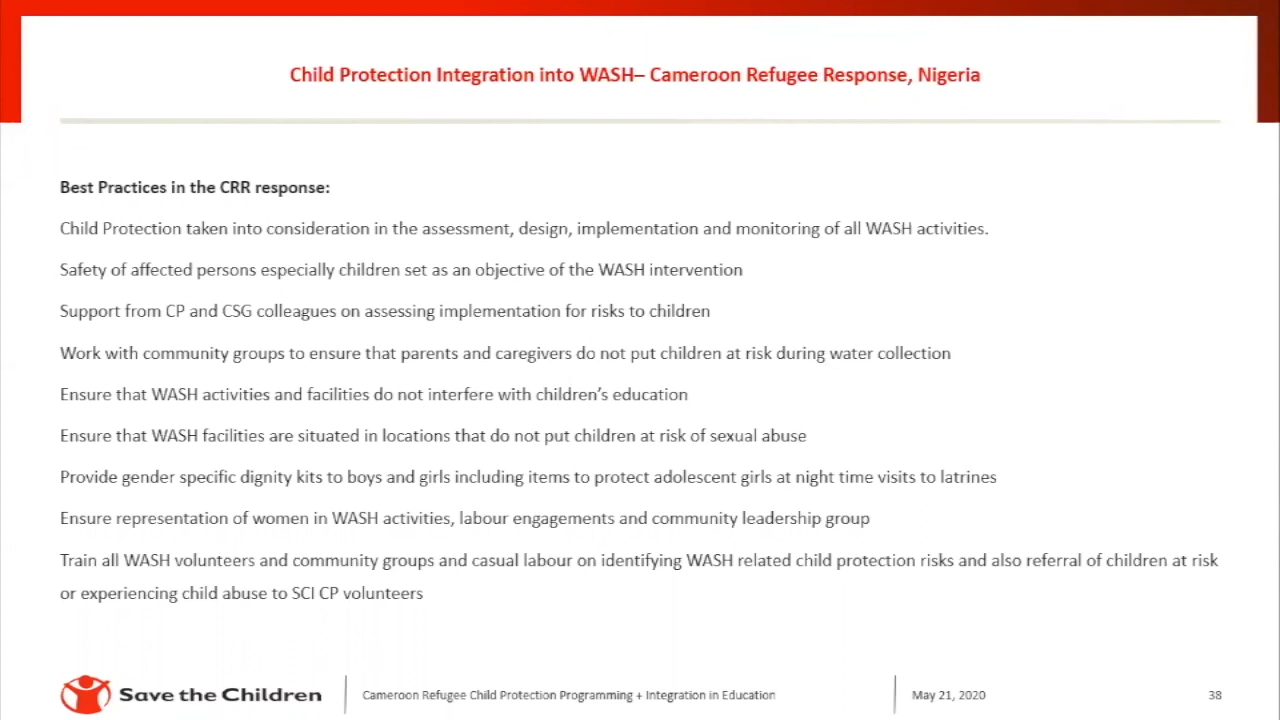 Child Protection Integration into WASH– Cameroon Refugee Response, Nigeria
Best Practices in the CRR response:
Child Protection taken into consideration in the assessment, design, implementation and monitoring of all WASH activities.
Safety of affected persons especially children set as an objective of the WASH intervention
Support from CP and CSG colleagues on assessing implementation for risks to children
Work with community groups to ensure that parents and caregivers do not put children at risk during water collection
Ensure that WASH activities and facilities do not interfere with children’s education
Ensure that WASH facilities are situated in locations that do not put children at risk of sexual abuse
Provide gender specific dignity kits to boys and girls including items to protect adolescent girls at night time visits to latrines
Ensure representation of women in WASH activities, labour engagements and community leadership group
Train all WASH volunteers and community groups and casual labour on identifying WASH related child protection risks and also referral of children at risk
or experiencing child abuse to SCI CP volunteers
Save the Children
Cameroon Refugee Child Protection Programming + Integration in Education
May 21, 2020
38